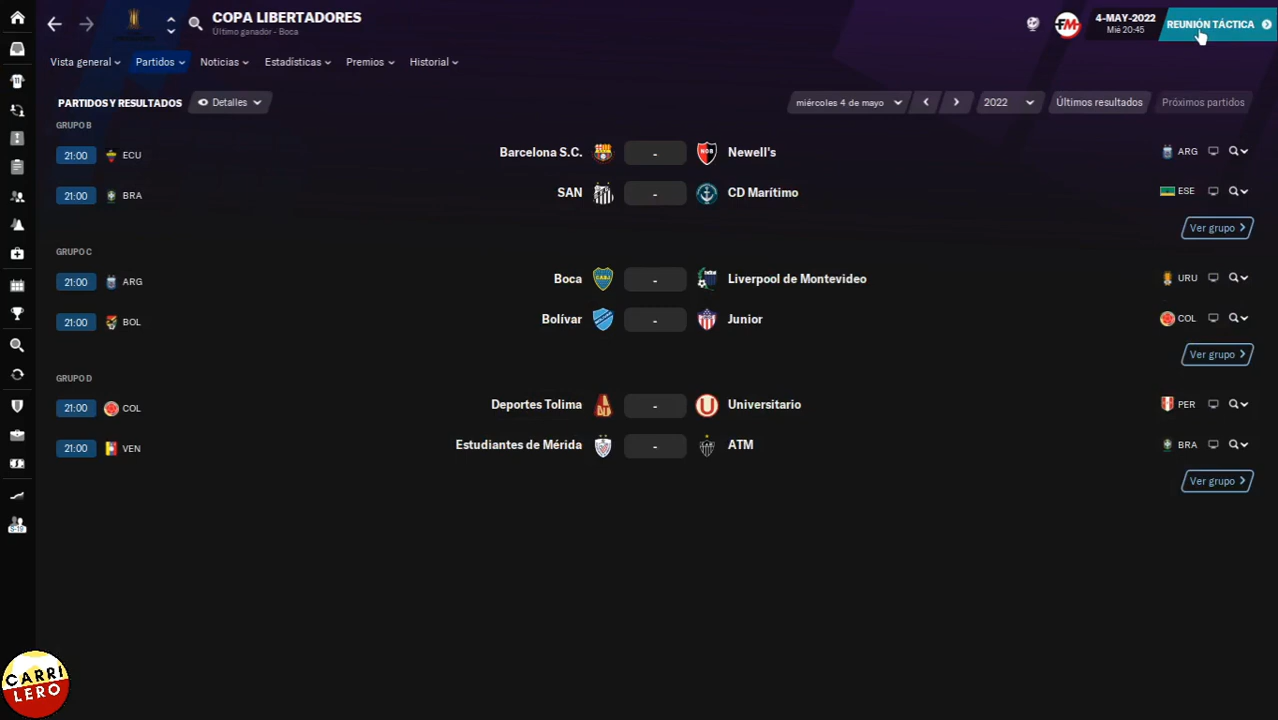 COPA LIBERTADORES
Último ganador - Boca
FM
4-MAY-2022
Mié 20:45
REUNIÓN TÁCTICA
Vista general
Partidos
Noticias
Estadísticas
Premios
Historial
PARTIDOS Y RESULTADOS
Detalles
miércoles 4 de mayo
2022
Últimos resultados
Próximos partidos
GRUPO B
21:00 ECU Barcelona S.C. - Newell's ARG
21:00 BRA SAN - CD Marítimo ESE
Ver grupo
GRUPO C
21:00 ARG Boca - Liverpool de Montevideo URU
21:00 BOL Bolívar - Junior COL
Ver grupo
GRUPO D
21:00 COL Deportes Tolima - Universitario PER
21:00 VEN Estudiantes de Mérida - ATM BRA
Ver grupo
CARRI
LERO